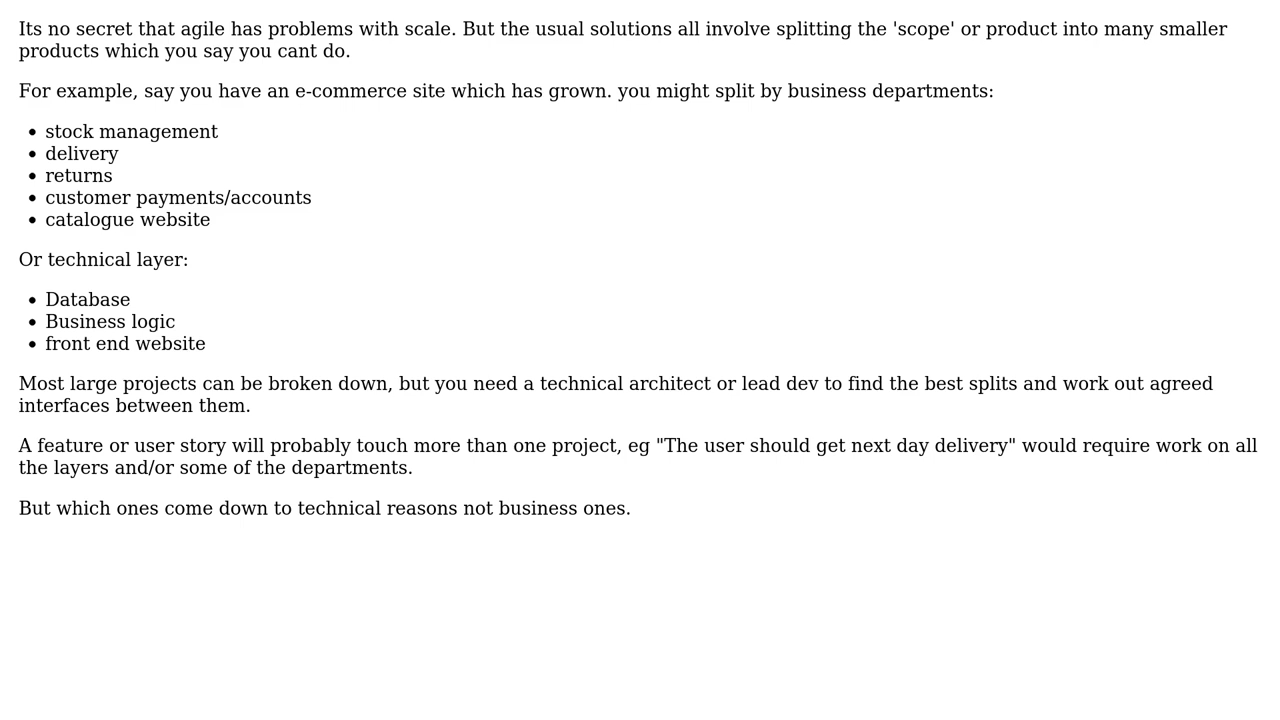 Its no secret that agile has problems with scale. But the usual solutions all involve splitting the 'scope' or product into many smaller
products which you say you cant do.
For example, say you have an e-commerce site which has grown. you might split by business departments:
• stock management
• delivery
• returns
• customer payments/accounts
• catalogue website
Or technical layer:
• Database
• Business logic
• front end website
Most large projects can be broken down, but you need a technical architect or lead dev to find the best splits and work out agreed
interfaces between them.
A feature or user story will probably touch more than one project, eg "The user should get next day delivery" would require work on all
the layers and/or some of the departments.
But which ones come down to technical reasons not business ones.